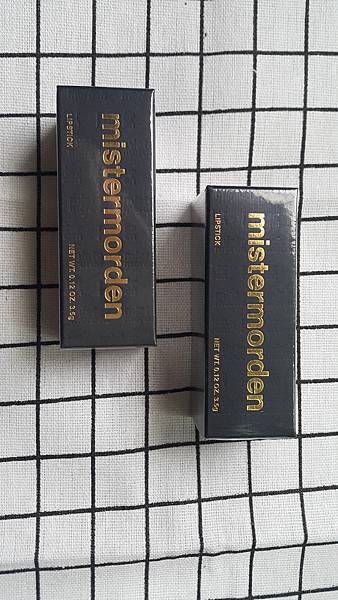 mistermorden
LIPSTICK NET WT. 0.12 OZ. 3.5g
mistermorden
LIPSTICK NET WT. 0.12 OZ. 3.5g